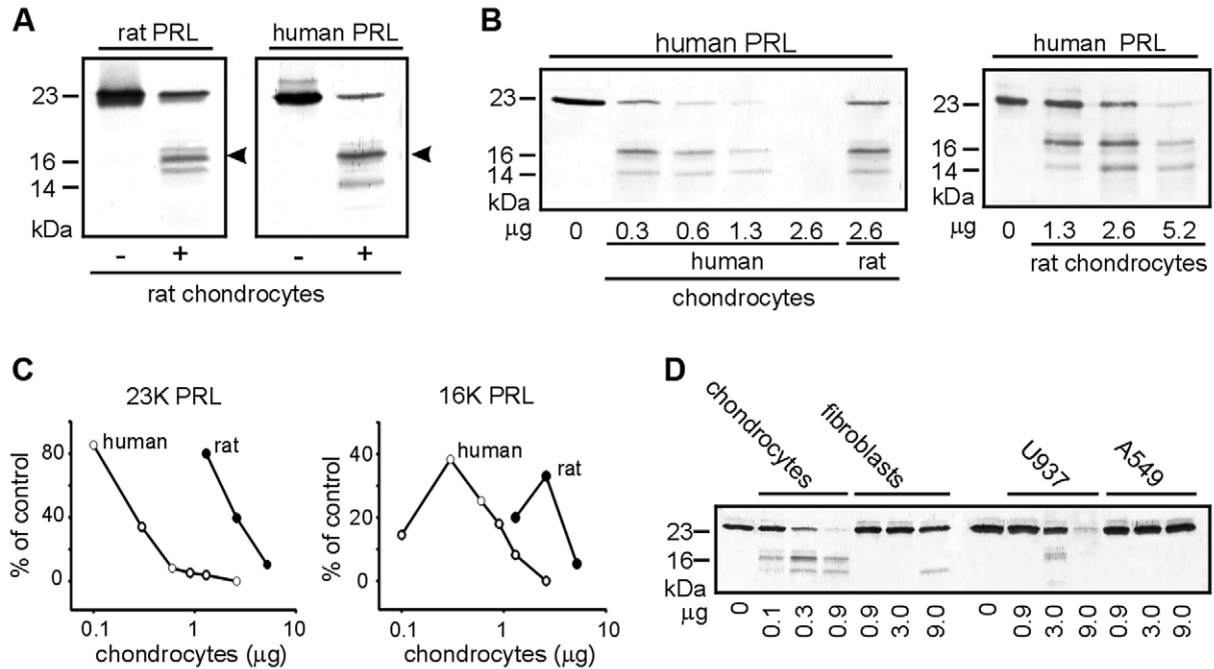 A
rat PRL
human PRL
23
16
14
kDa
- + - +
rat chondrocytes
B
human PRL
23
16
14
kDa
μg 0 0.3 0.6 1.3 2.6 2.6
human rat
chondrocytes
human PRL
23
16
14
kDa
μg 0 1.3 2.6 5.2
rat chondrocytes
C
23K PRL
% of control
80
40
0
human
rat
0.1 1 10
chondrocytes (μg)
16K PRL
% of control
40
20
0
human
rat
0.1 1 10
chondrocytes (μg)
D
chondrocytes
fibroblasts
U937
A549
23
16
kDa
μg 0 0.1 0.3 0.9 0.9 3.0 9.0 0 0.9 3.0 9.0 0.9 3.0 9.0